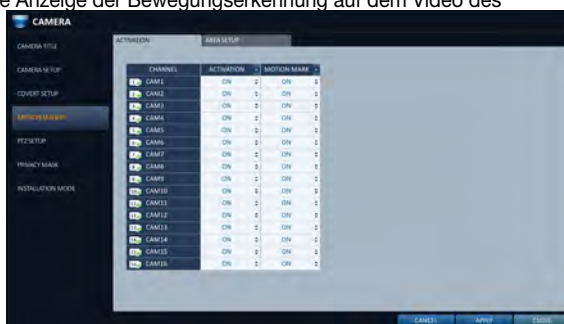 e Anzeige der Bewegungserkennung auf dem Video des
CAMERA
ACTIVATION AREA SETUP
CAMERA TITLE
CAMERA SETUP
COVERT SETUP
PTZ SETUP
PRIVACY MASK
INSTALLATION MODE
CHANNEL ACTIVATION MOTION MARK
CAM1 ON ON
CAM2 ON ON
CAM3 ON ON
CAM4 ON ON
CAM5 ON ON
CAM6 ON ON
CAM7 ON ON
CAM8 ON ON
CAM9 ON ON
CAM10 ON ON
CAM11 ON ON
CAM12 ON ON
CAM13 ON ON
CAM14 ON ON
CAM15 ON ON
CAM16 ON ON
CANCEL APPLY CLOSE